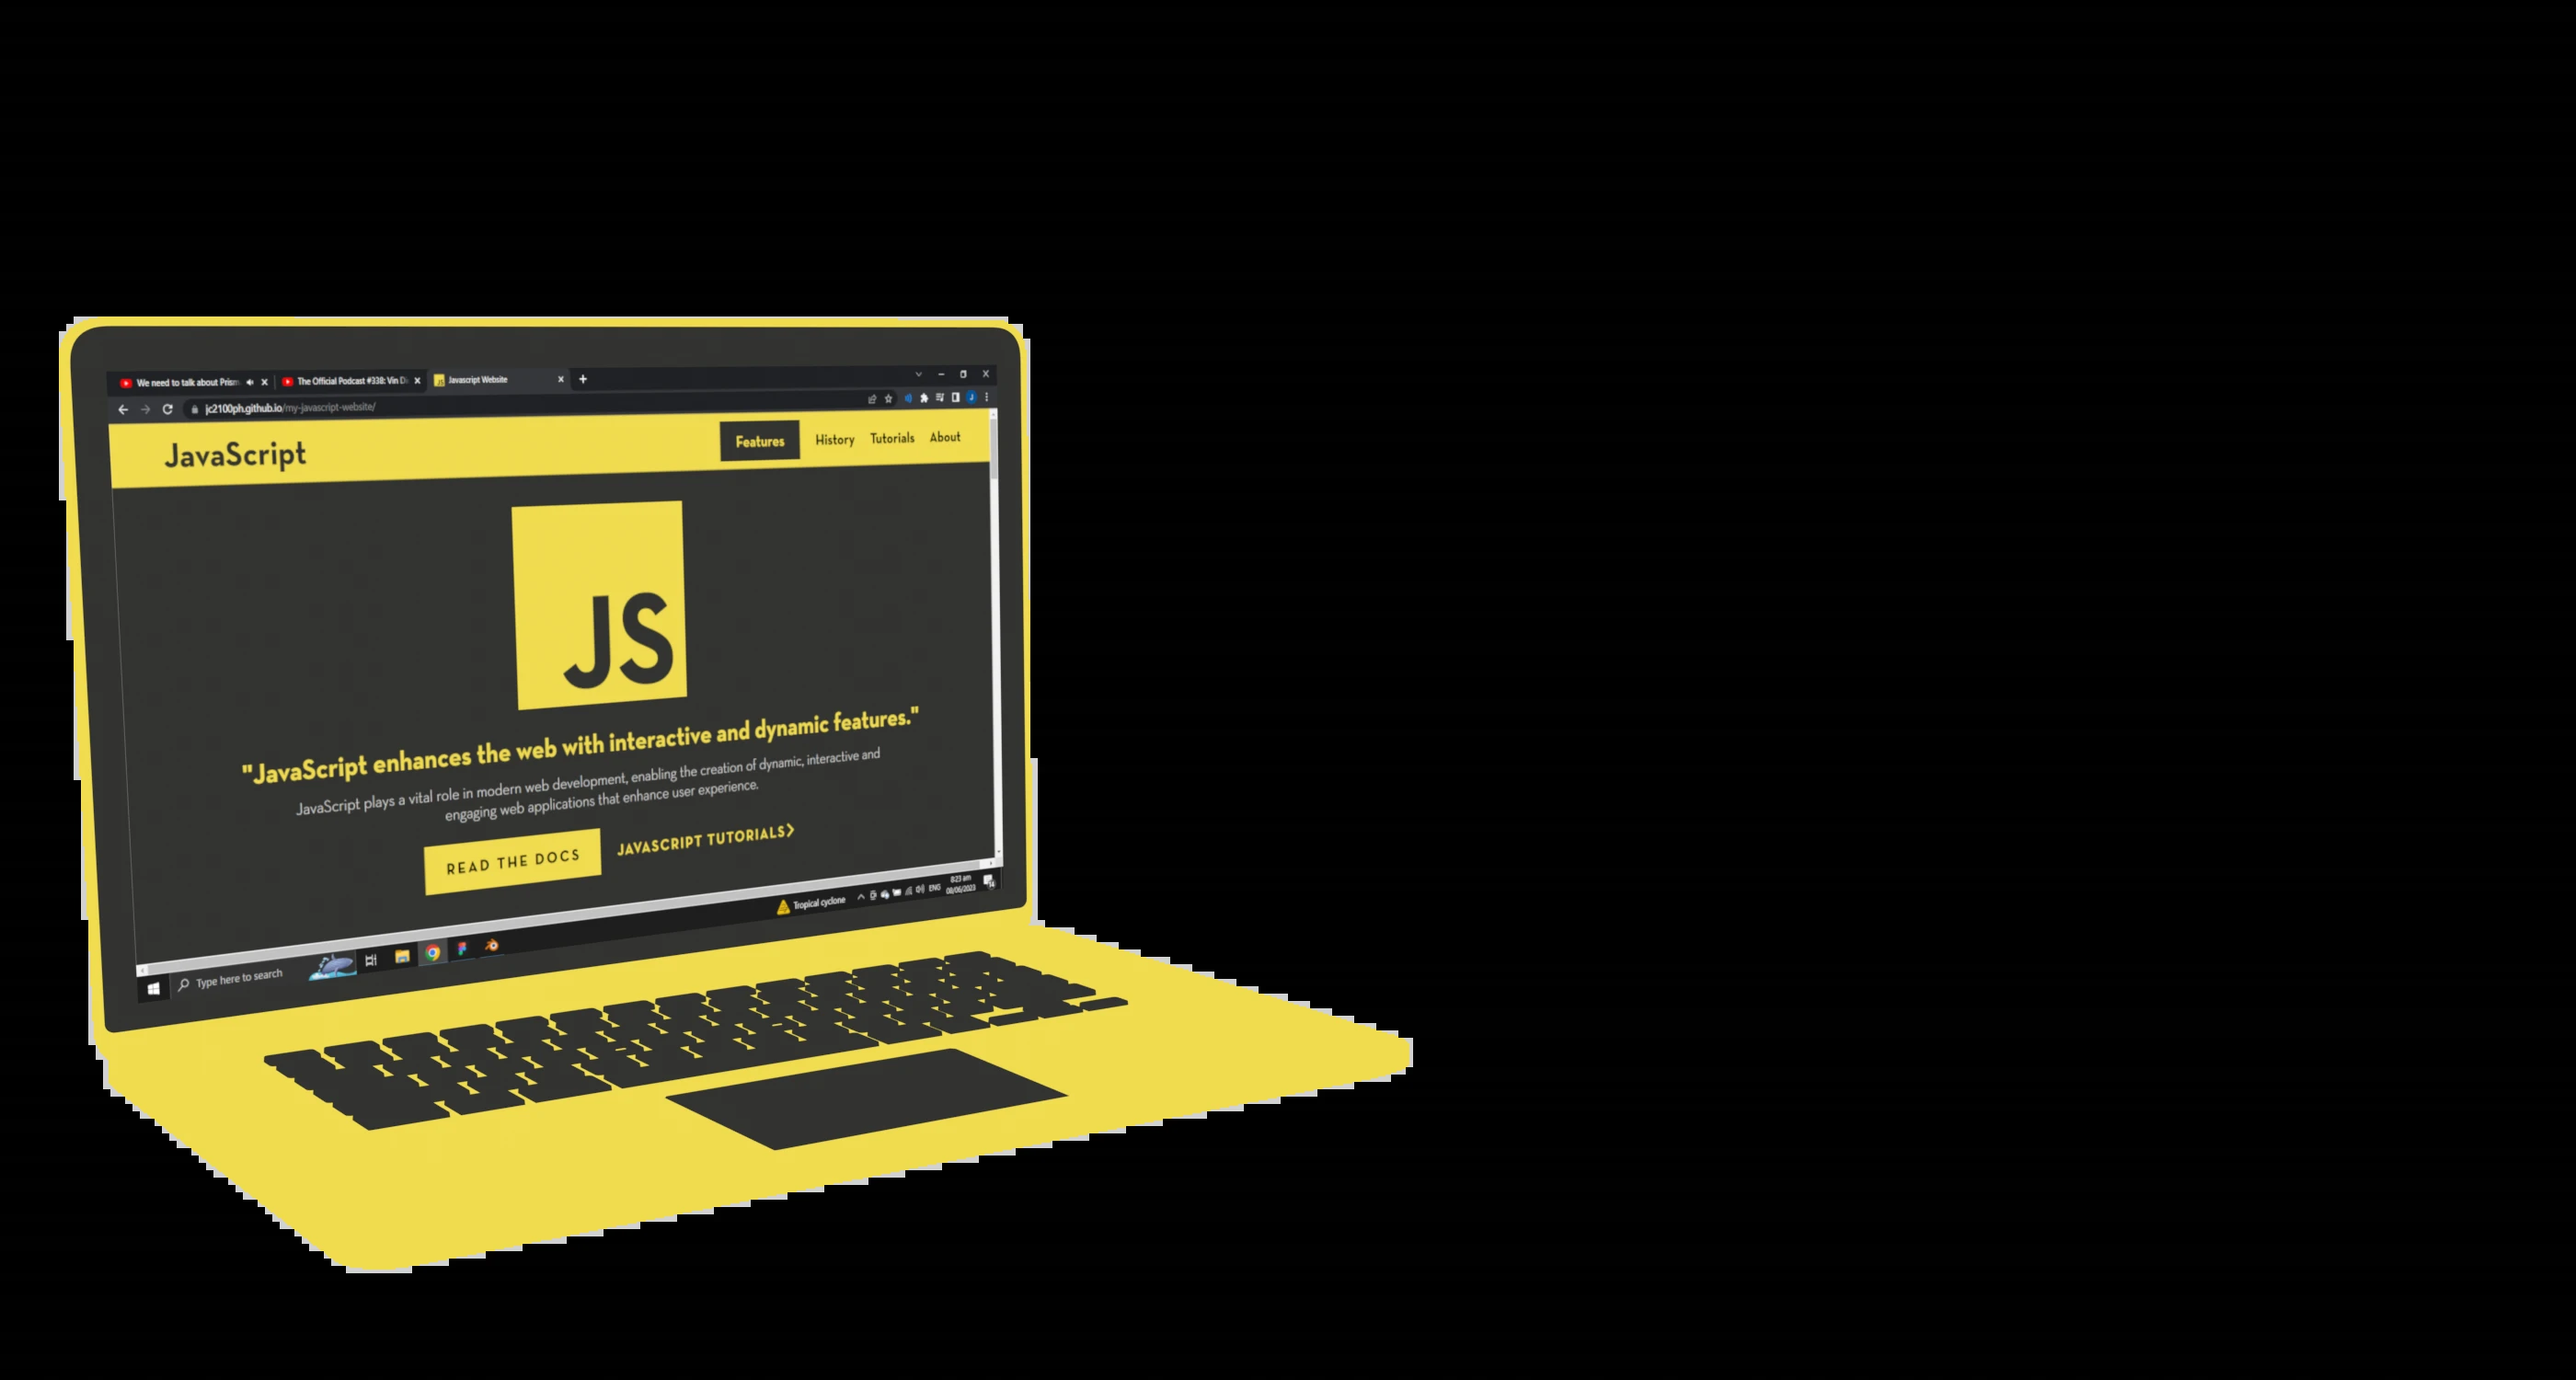 We need to talk about Prism
The Official Podcast #338: Vin D
Javascript Website
jc2100ph.github.io/my-javascript-website/
J
JavaScript
Features
History
Tutorials
About
JS
"JavaScript enhances the web with interactive and dynamic features."
JavaScript plays a vital role in modern web development, enabling the creation of dynamic, interactive and
engaging web applications that enhance user experience.
READ THE DOCS
JAVASCRIPT TUTORIALS
Type here to search
Tropical cyclone
ENG
8:23 am
08/06/2023